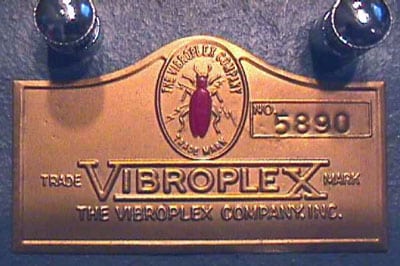 THE VIBROPLEX COMPANY
TRADE MARK
NO. 5890
TRADE VIBROPLEX MARK
THE VIBROPLEX COMPANY, INC.